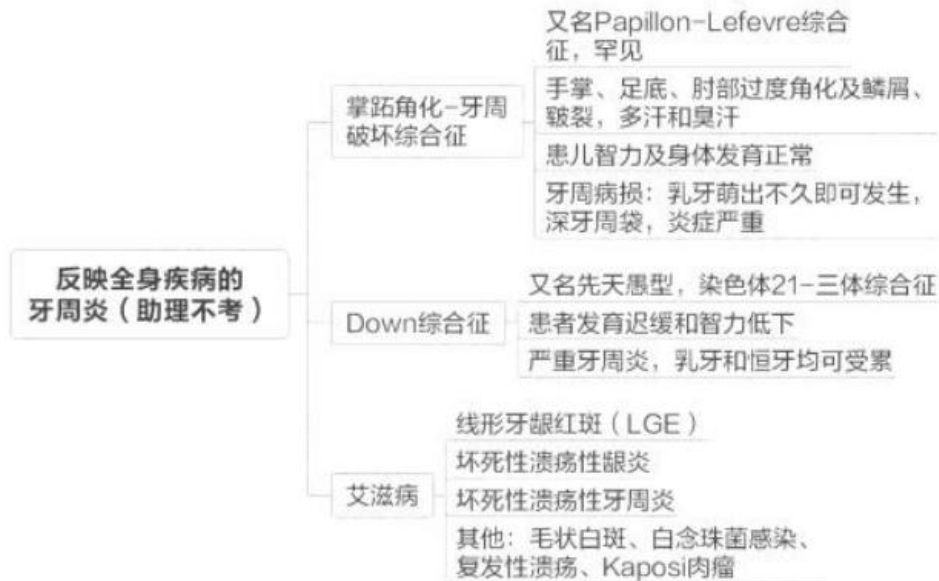 反映全身疾病的
牙周炎（助理不考）
掌跖角化-牙周
破坏综合征
又名Papillon-Lefevre综合
征，罕见
手掌、足底、肘部过度角化及鳞屑、
皲裂，多汗和臭汗
患儿智力及身体发育正常
牙周病损：乳牙萌出不久即可发生，
深牙周袋，炎症严重
Down综合征
又名先天愚型，染色体21-三体综合征
患者发育迟缓和智力低下
严重牙周炎，乳牙和恒牙均可受累
艾滋病
线形牙龈红斑（LGE）
坏死性溃疡性龈炎
坏死性溃疡性牙周炎
其他：毛状白斑、白念珠菌感染、
复发性溃疡、Kaposi肉瘤